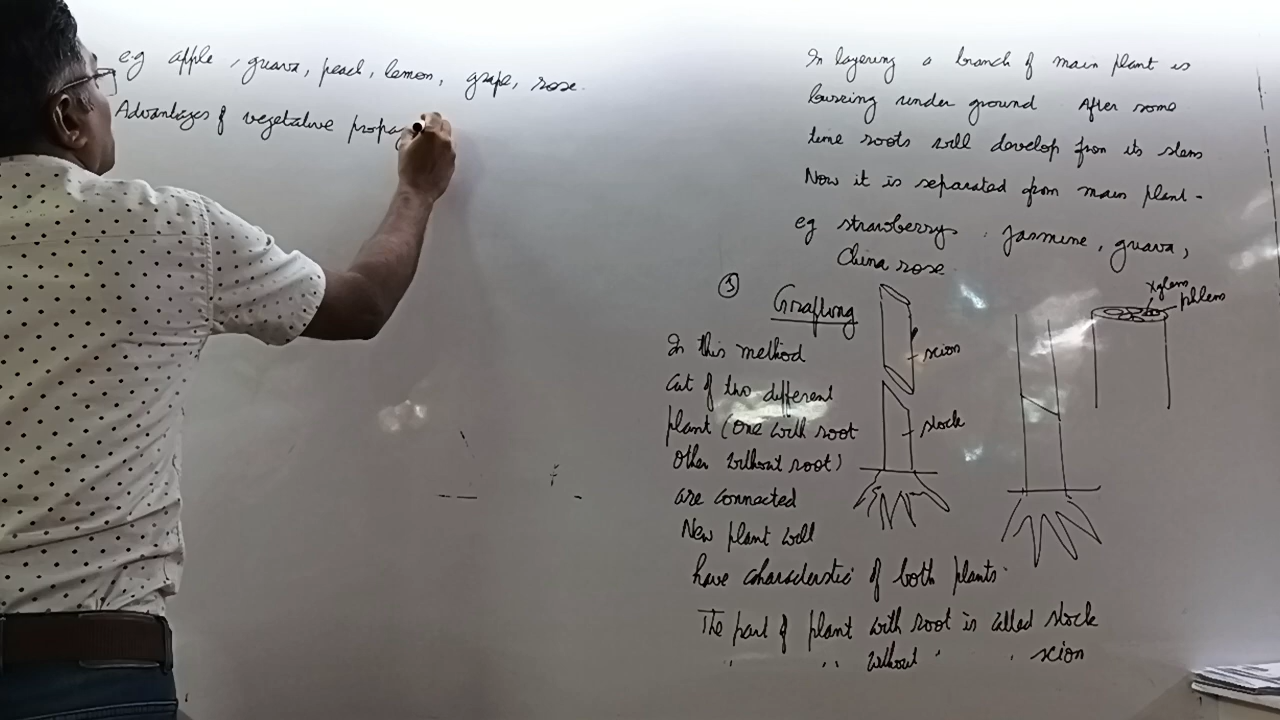 e.g apple, guava, peach, lemon, grape, rose.
Advantages of vegetative propag
In layering a branch of main plant is
bureing under ground After some
time roots will develop from its stems
Now it is separated from main plant-
eg strawberry. Jasmine, guava,
China rose
③ Grafting
In this method
Cut of two different
plant (one with root
other without root)
are connected
New plant will
have characterstic of both plants.
The part of plant with root is called stock
" " without " " scion
scion
stock
xylem
phloem